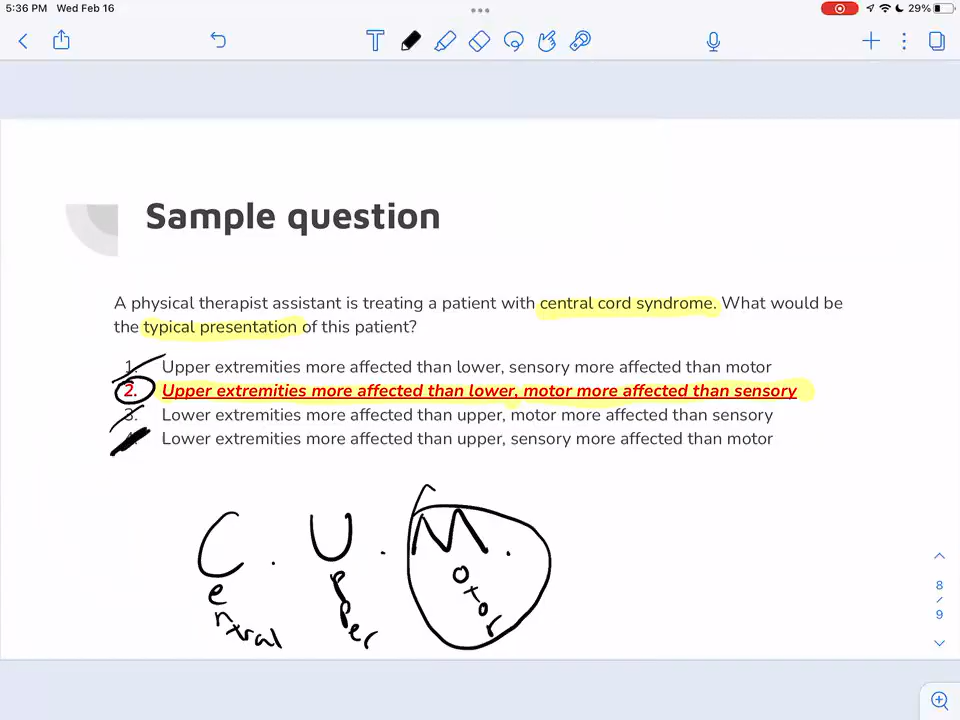 5:36 PM Wed Feb 16
29%
T
Sample question
A physical therapist assistant is treating a patient with central cord syndrome. What would be
the typical presentation of this patient?
1. Upper extremities more affected than lower, sensory more affected than motor
2. Upper extremities more affected than lower, motor more affected than sensory
3. Lower extremities more affected than upper, motor more affected than sensory
4. Lower extremities more affected than upper, sensory more affected than motor
C. U. M.
entral pper otor
8
/
9